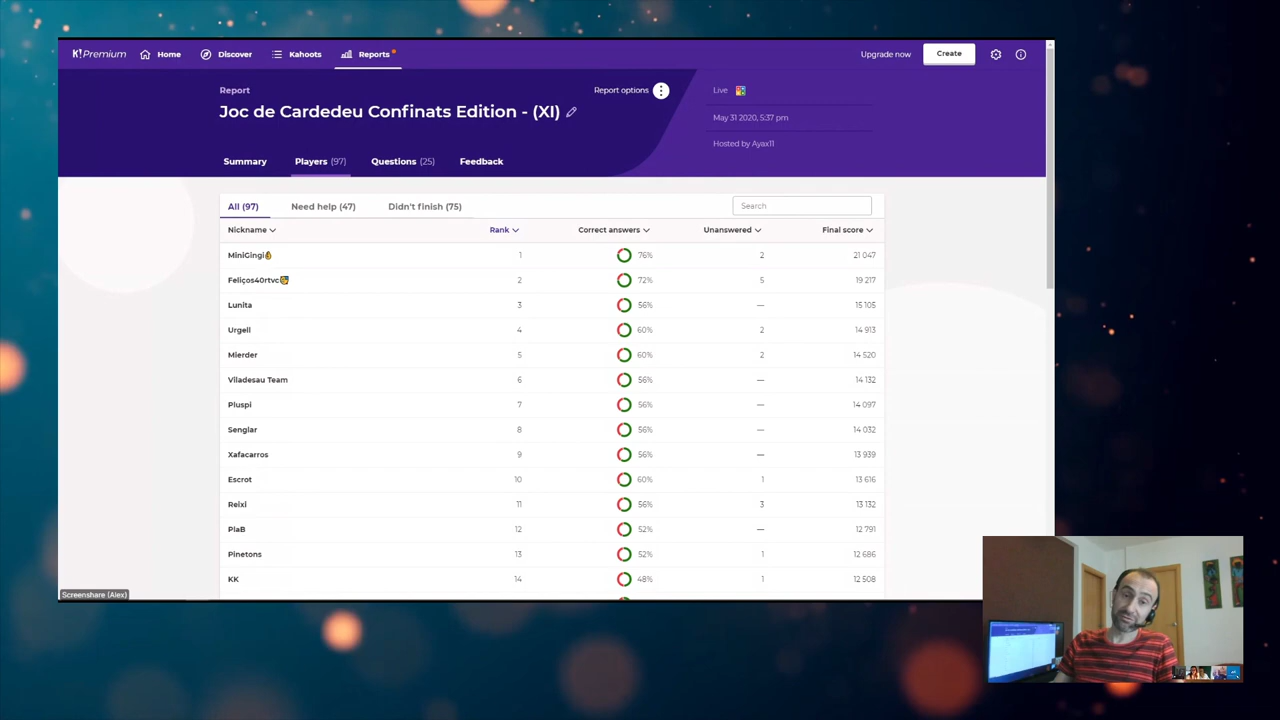 K!Premium Home Discover Kahoots Reports Upgrade now Create
Report
Report options
Live
Joc de Cardedeu Confinats Edition - (XI)
May 31 2020, 5:37 pm
Hosted by Ayax11
Summary Players (97) Questions (25) Feedback
All (97) Need help (47) Didn't finish (75) Search
Nickname Rank Correct answers Unanswered Final score
MiniGingi 1 76% 2 21 047
Feliços40rtvc 2 72% 5 19 217
Lunita 3 56% — 15 105
Urgell 4 60% 2 14 913
Mierder 5 60% 2 14 520
Viladesau Team 6 56% — 14 132
Pluspi 7 56% — 14 097
Senglar 8 56% — 14 032
Xafacarros 9 56% — 13 939
Escrot 10 60% 1 13 616
Reixl 11 56% 3 13 132
PlaB 12 52% — 12 791
Pinetons 13 52% 1 12 686
KK 14 48% 1 12 508
Screenshare (Alex)